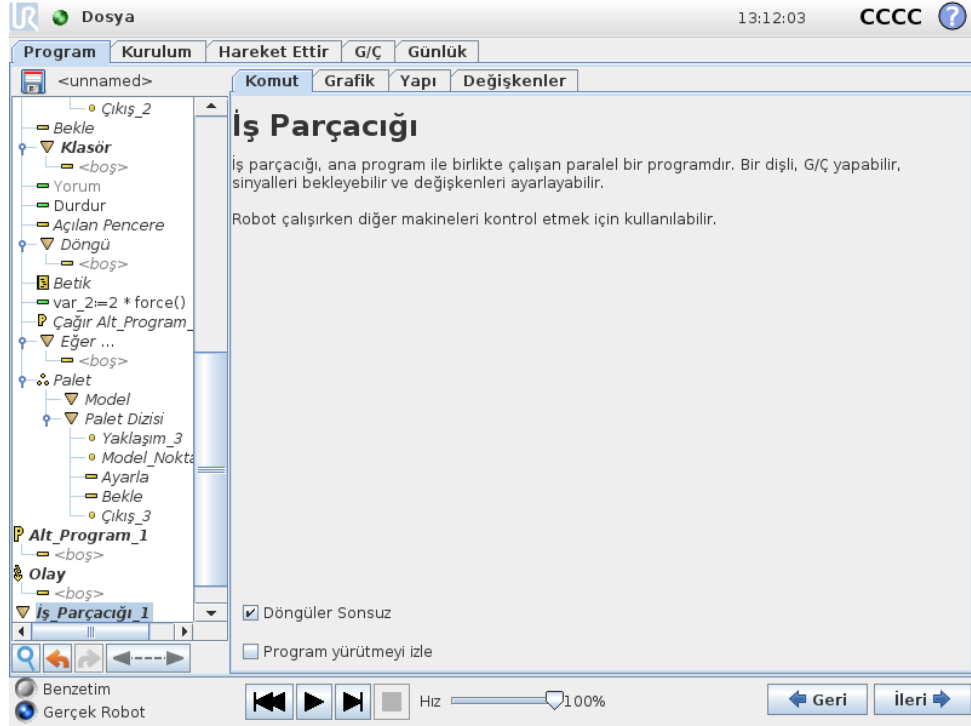 UR Dosya 13:12:03 CCCC ?
Program Kurulum Hareket Ettir G/Ç Günlük
<unnamed> Komut Grafik Yapı Değişkenler
Çıkış_2
Bekle
Klasör
<boş>
Yorum
Durdur
Açılan Pencere
Döngü
<boş>
Betik
var_2:=2 * force()
P Çağır Alt_Program_
Eğer ...
<boş>
Palet
Model
Palet Dizisi
Yaklaşım_3
Model_Nokta
Ayarla
Bekle
Çıkış_3
P Alt_Program_1
<boş>
Olay
<boş>
İş_Parçacığı_1
İş Parçacığı
İş parçacığı, ana program ile birlikte çalışan paralel bir programdır. Bir dişli, G/Ç yapabilir,
sinyalleri bekleyebilir ve değişkenleri ayarlayabilir.
Robot çalışırken diğer makineleri kontrol etmek için kullanılabilir.
Döngüler Sonsuz
Program yürütmeyi izle
Benzetim
Gerçek Robot
Hız 100%
Geri İleri